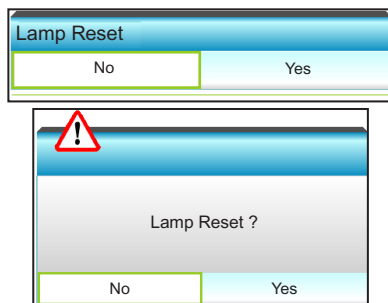 Lamp Reset
No Yes
!
Lamp Reset ?
No Yes